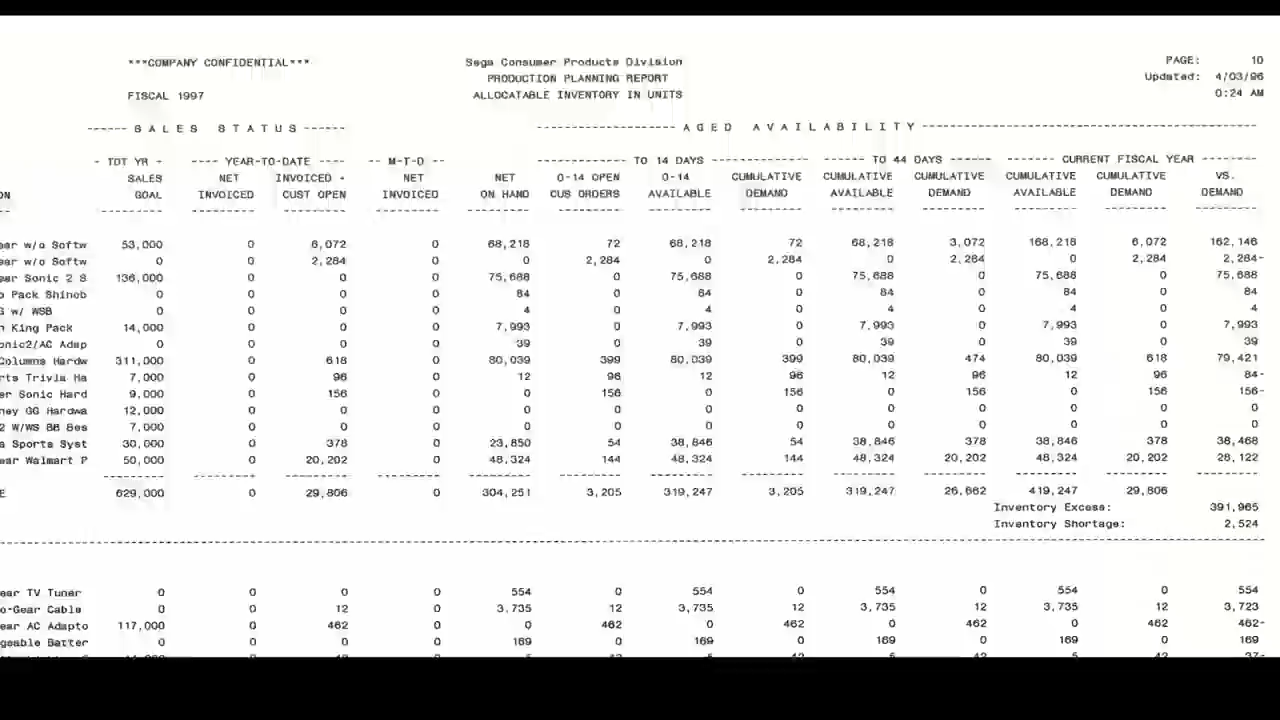 ***COMPANY CONFIDENTIAL*** Sega Consumer Products Division PAGE: 10
PRODUCTION PLANNING REPORT Updated: 4/03/96
FISCAL 1997 ALLOCATABLE INVENTORY IN UNITS 0:24 AM
------ S A L E S   S T A T U S ------ ------------------- A G E D   A V A I L A B I L I T Y -------------------
- TOT YR - ---- YEAR-TO-DATE ---- -- M-T-D -- ------------ TO 14 DAYS ------------ ------ TO 44 DAYS ------ ------ CURRENT FISCAL YEAR --------
SALES NET INVOICED + NET NET 0-14 OPEN 0-14 CUMULATIVE CUMULATIVE CUMULATIVE CUMULATIVE CUMULATIVE VS.
ON GOAL INVOICED CUST OPEN INVOICED ON HAND CUS ORDERS AVAILABLE DEMAND AVAILABLE DEMAND AVAILABLE DEMAND DEMAND
ear w/o Softw 53,000 0 6,072 0 68,218 72 68,218 72 68,218 3,072 168,218 6,072 162,146
ear w/o Softw 0 0 2,284 0 0 2,284 0 2,284 0 2,284 0 2,284 2,284-
ear Sonic 2 S 136,000 0 0 0 75,688 0 75,688 0 75,688 0 75,688 0 75,688
o Pack Shinob 0 0 0 0 84 0 84 0 84 0 84 0 84
G w/ WSB 0 0 0 0 4 0 4 0 4 0 4 0 4
n King Pack 14,000 0 0 0 7,993 0 7,993 0 7,993 0 7,993 0 7,993
onic2/AC Adap 0 0 0 0 39 0 39 0 39 0 39 0 39
Columns Hardw 311,000 0 618 0 80,039 399 80,039 399 80,039 474 80,039 618 79,421
rts Trivia Ha 7,000 0 96 0 12 96 12 96 12 96 12 96 84-
er Sonic Hard 9,000 0 156 0 0 156 0 156 0 156 0 156 156-
ney GG Hardwa 12,000 0 0 0 0 0 0 0 0 0 0 0 0
2 W/WS BB Bes 7,000 0 0 0 0 0 0 0 0 0 0 0 0
s Sports Syst 30,000 0 378 0 23,850 54 38,846 54 38,846 378 38,846 378 38,468
ear Walmart P 50,000 0 20,202 0 48,324 144 48,324 144 48,324 20,202 48,324 20,202 28,122
E 629,000 0 29,806 0 304,251 3,205 319,247 3,205 319,247 26,662 419,247 29,806
Inventory Excess: 391,965
Inventory Shortage: 2,524
ear TV Tuner 0 0 0 0 554 0 554 0 554 0 554 0 554
o-Gear Cable 0 0 12 0 3,735 12 3,735 12 3,735 12 3,735 12 3,723
ear AC Adapto 117,000 0 462 0 0 462 0 462 0 462 0 462 462-
geable Batter 0 0 0 0 169 0 169 0 169 0 169 0 169